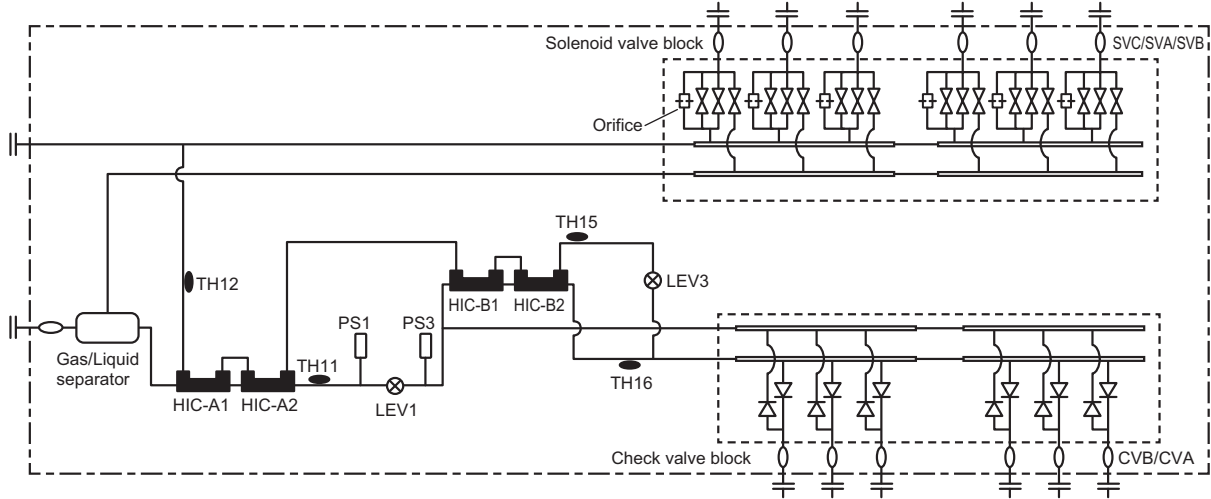 Solenoid valve block
SVC/SVA/SVB
Orifice
TH15
TH12
LEV3
HIC-B1
HIC-B2
PS1
PS3
Gas/Liquid
separator
TH11
TH16
HIC-A1
HIC-A2
LEV1
Check valve block
CVB/CVA